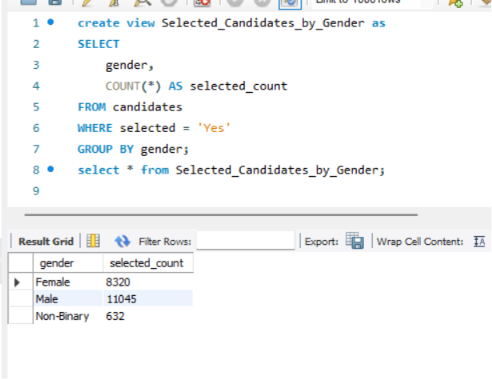 Limit to 1000 rows
1 create view Selected_Candidates_by_Gender as
2 SELECT
3 gender,
4 COUNT(*) AS selected_count
5 FROM candidates
6 WHERE selected = 'Yes'
7 GROUP BY gender;
8 select * from Selected_Candidates_by_Gender;
9
Result Grid Filter Rows: Export: Wrap Cell Content: IA
gender selected_count
Female 8320
Male 11045
Non-Binary 632